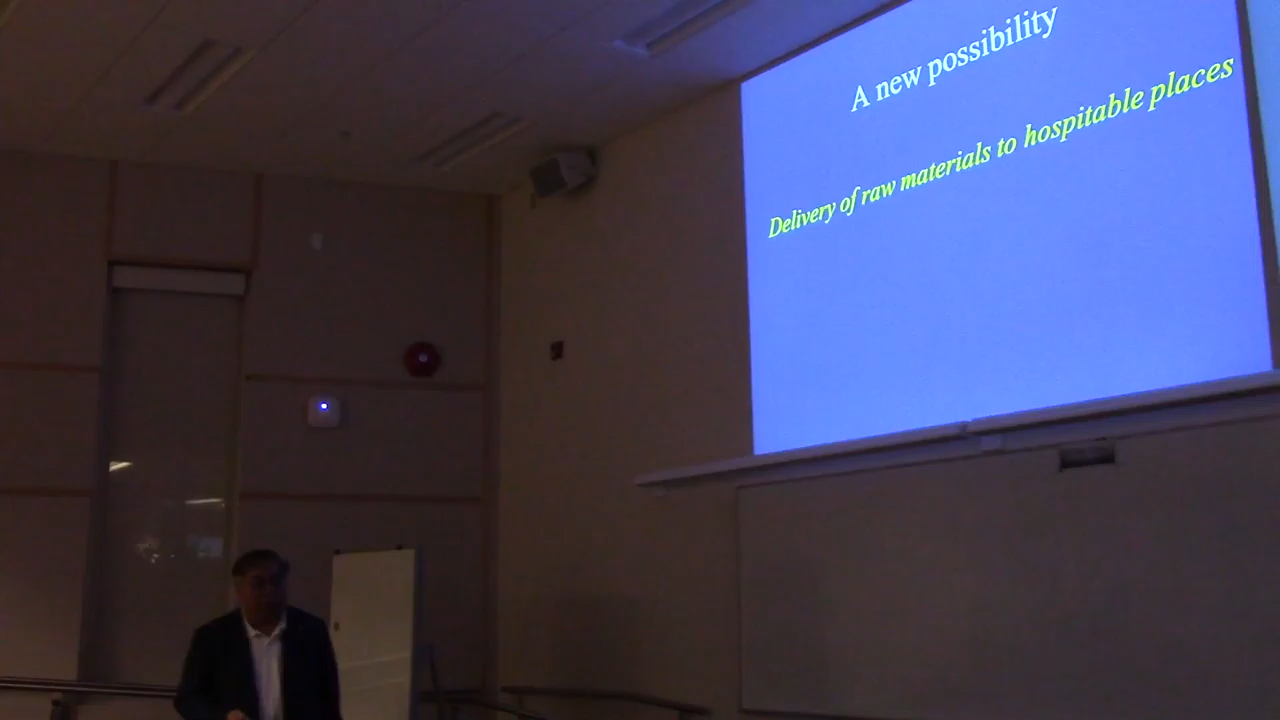 A new possibility
Delivery of raw materials to hospitable places